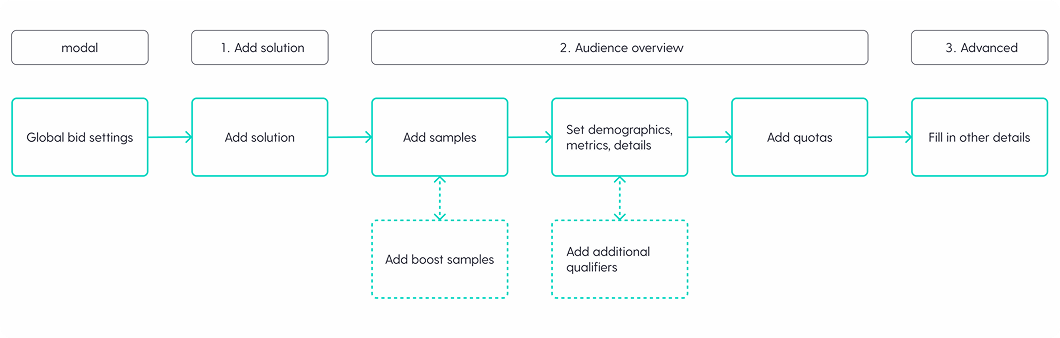 modal
1. Add solution
2. Audience overview
3. Advanced
Global bid settings
Add solution
Add samples
Set demographics,
metrics, details
Add quotas
Fill in other details
Add boost samples
Add additional
qualifiers